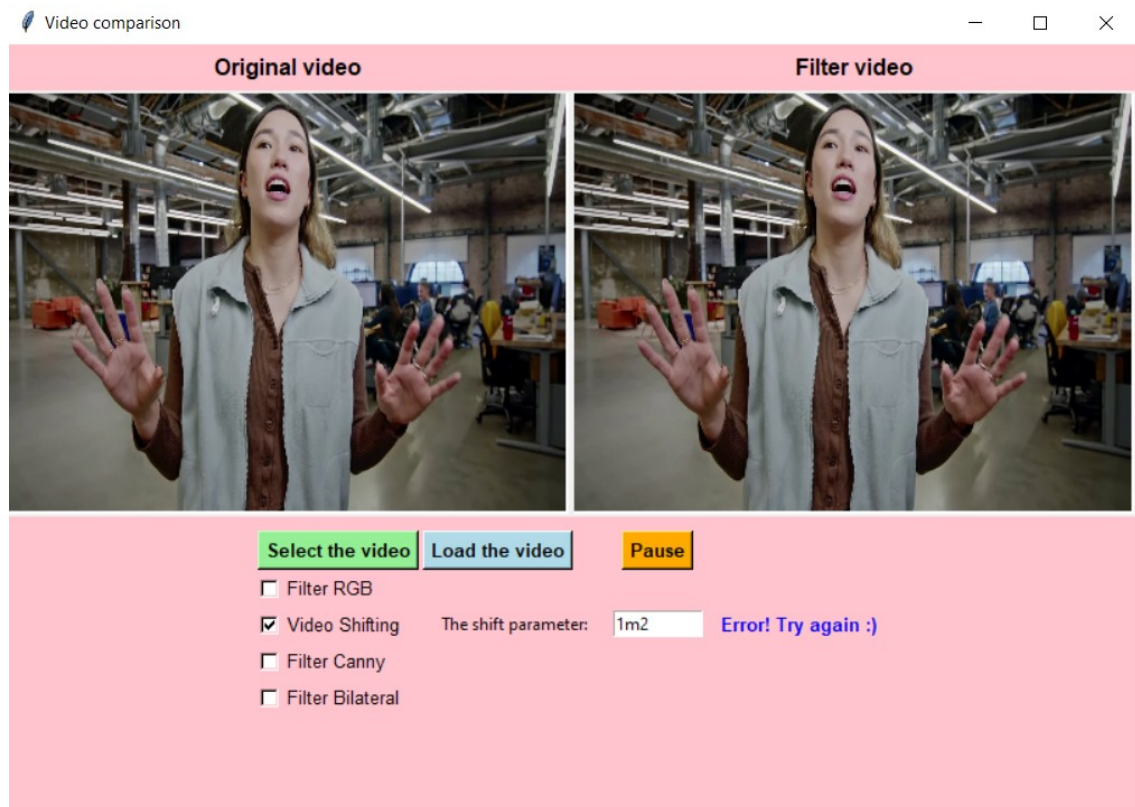 Video comparison
Original video Filter video
Select the video Load the video Pause
Filter RGB
Video Shifting The shift parameter: 1m2 Error! Try again :)
Filter Canny
Filter Bilateral